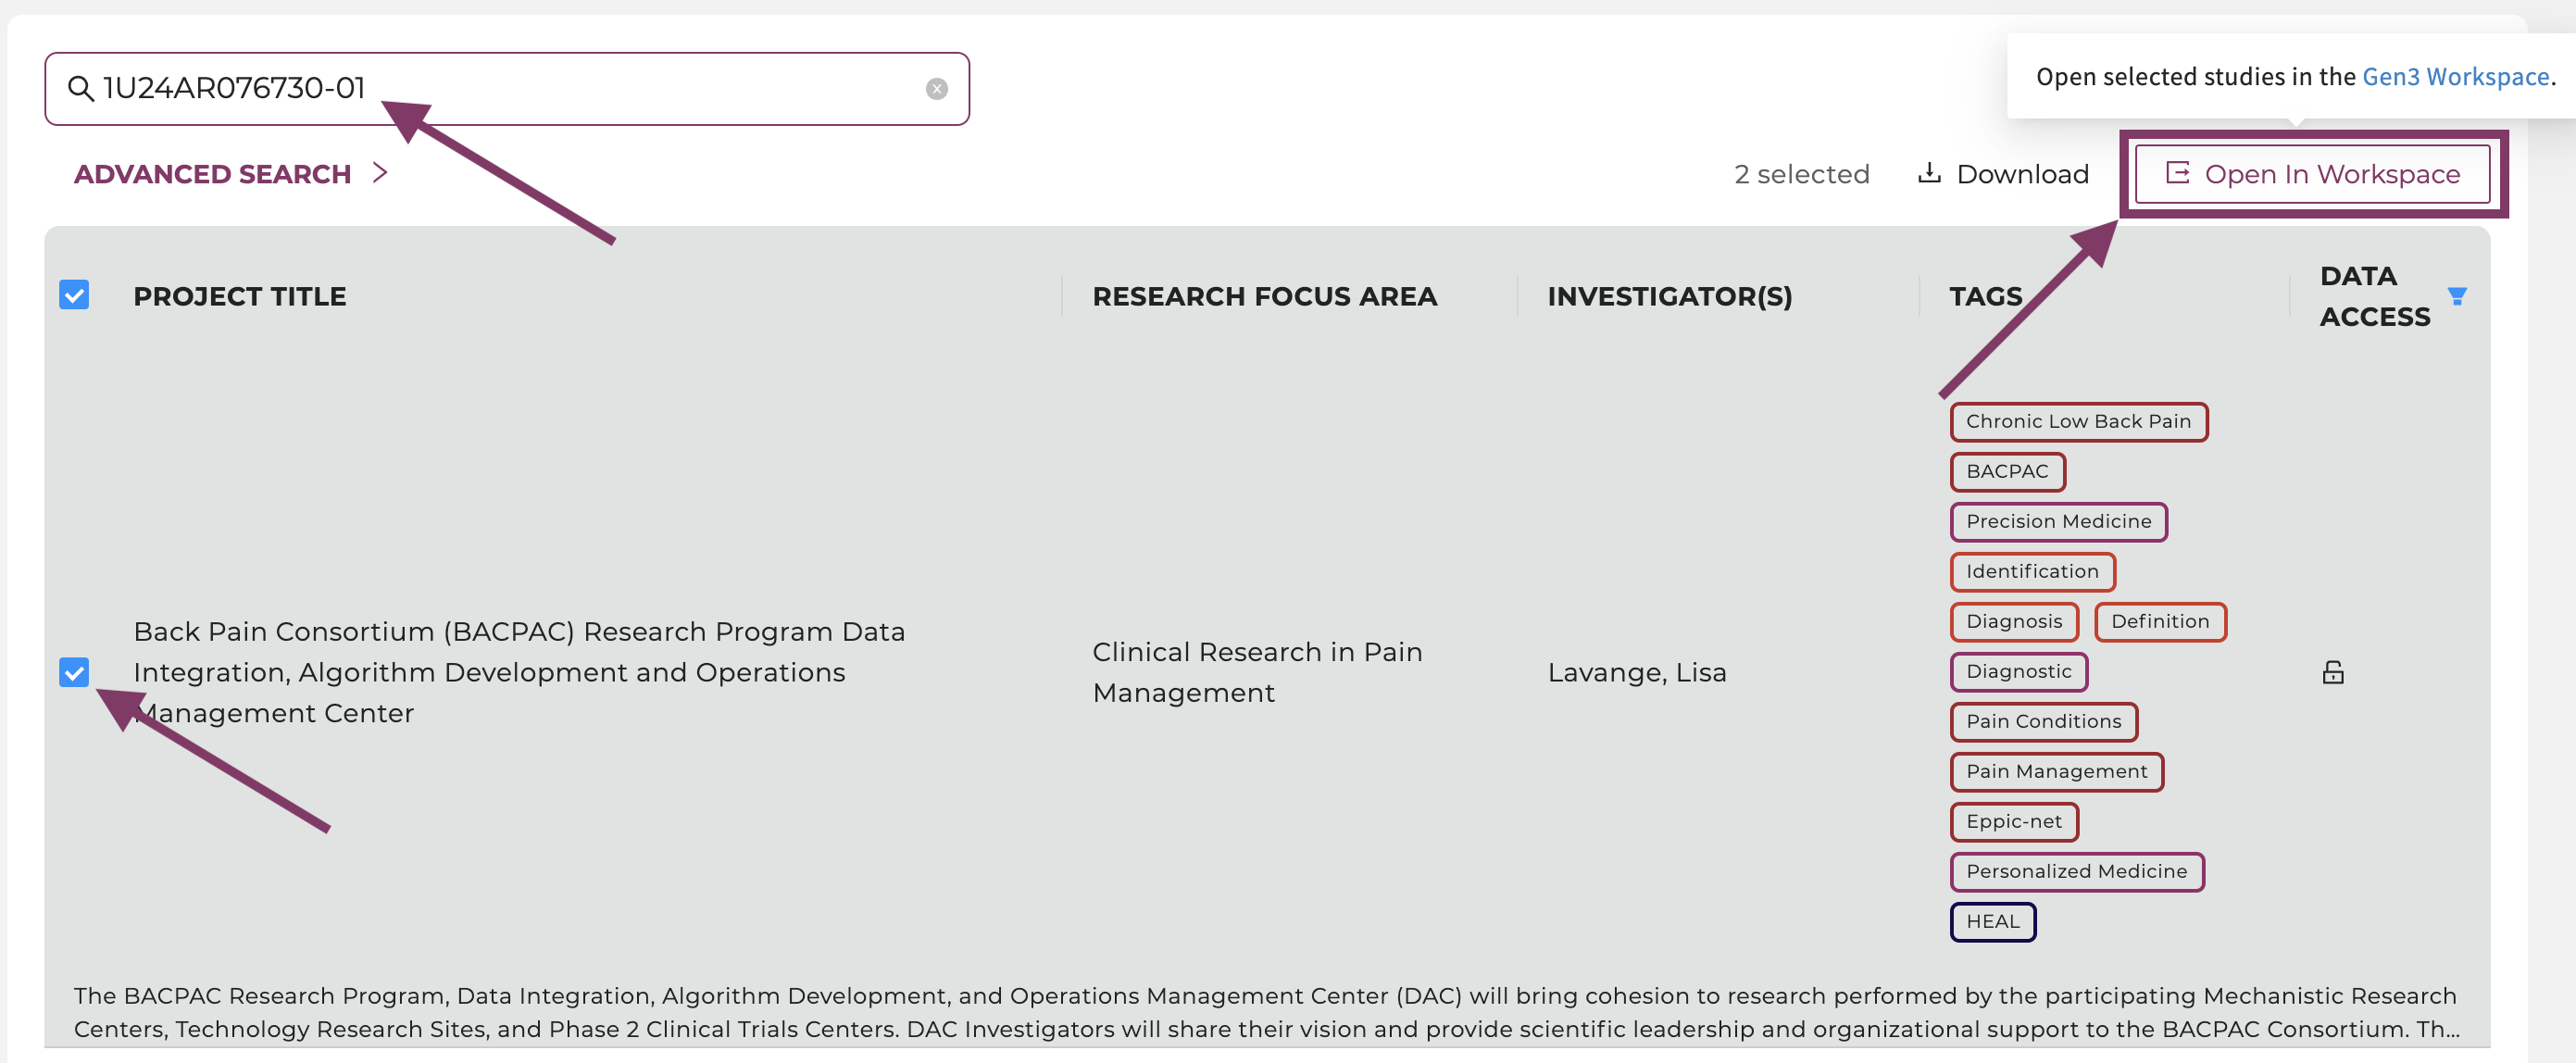 1U24AR076730-01
Open selected studies in the Gen3 Workspace.
ADVANCED SEARCH
2 selected
Download
Open In Workspace
PROJECT TITLE
RESEARCH FOCUS AREA
INVESTIGATOR(S)
TAGS
DATA
ACCESS
Back Pain Consortium (BACPAC) Research Program Data
Integration, Algorithm Development and Operations
Management Center
Clinical Research in Pain
Management
Lavange, Lisa
Chronic Low Back Pain
BACPAC
Precision Medicine
Identification
Diagnosis Definition
Diagnostic
Pain Conditions
Pain Management
Eppic-net
Personalized Medicine
HEAL
The BACPAC Research Program, Data Integration, Algorithm Development, and Operations Management Center (DAC) will bring cohesion to research performed by the participating Mechanistic Research
Centers, Technology Research Sites, and Phase 2 Clinical Trials Centers. DAC Investigators will share their vision and provide scientific leadership and organizational support to the BACPAC Consortium. Th...